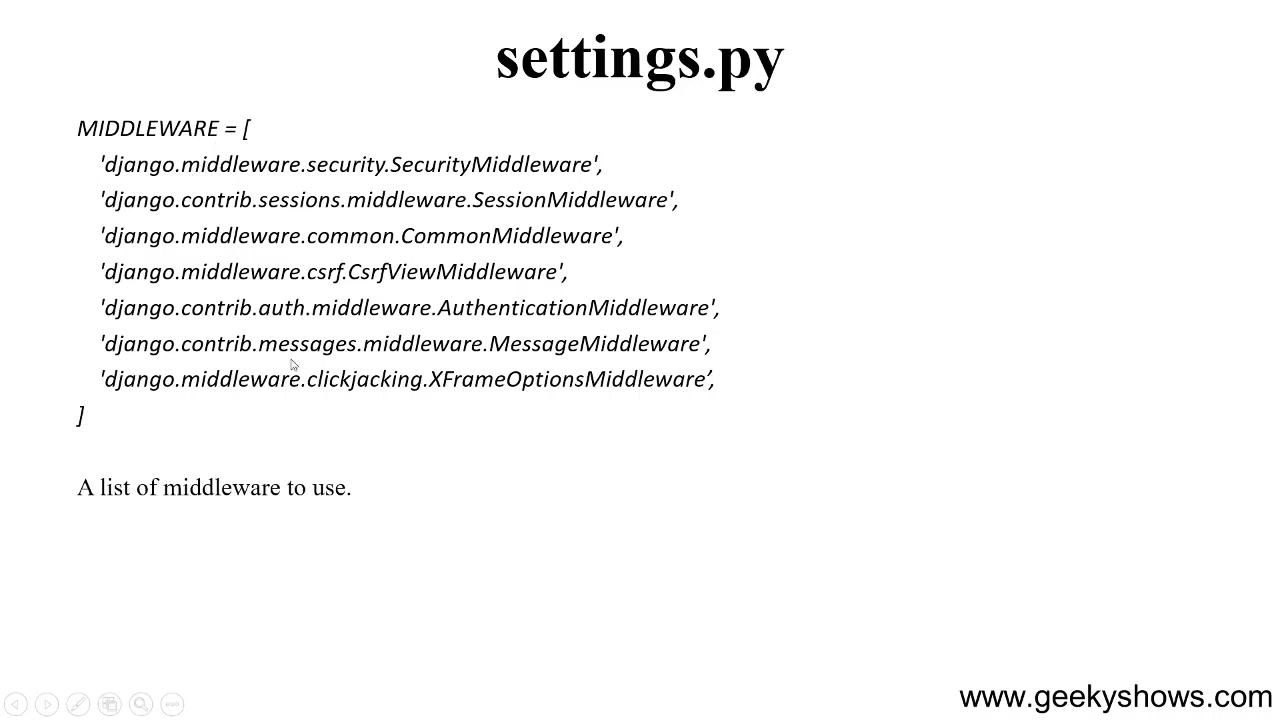 settings.py
MIDDLEWARE = [
'django.middleware.security.SecurityMiddleware',
'django.contrib.sessions.middleware.SessionMiddleware',
'django.middleware.common.CommonMiddleware',
'django.middleware.csrf.CsrfViewMiddleware',
'django.contrib.auth.middleware.AuthenticationMiddleware',
'django.contrib.messages.middleware.MessageMiddleware',
'django.middleware.clickjacking.XFrameOptionsMiddleware’,
]
A list of middleware to use.
www.geekyshows.com